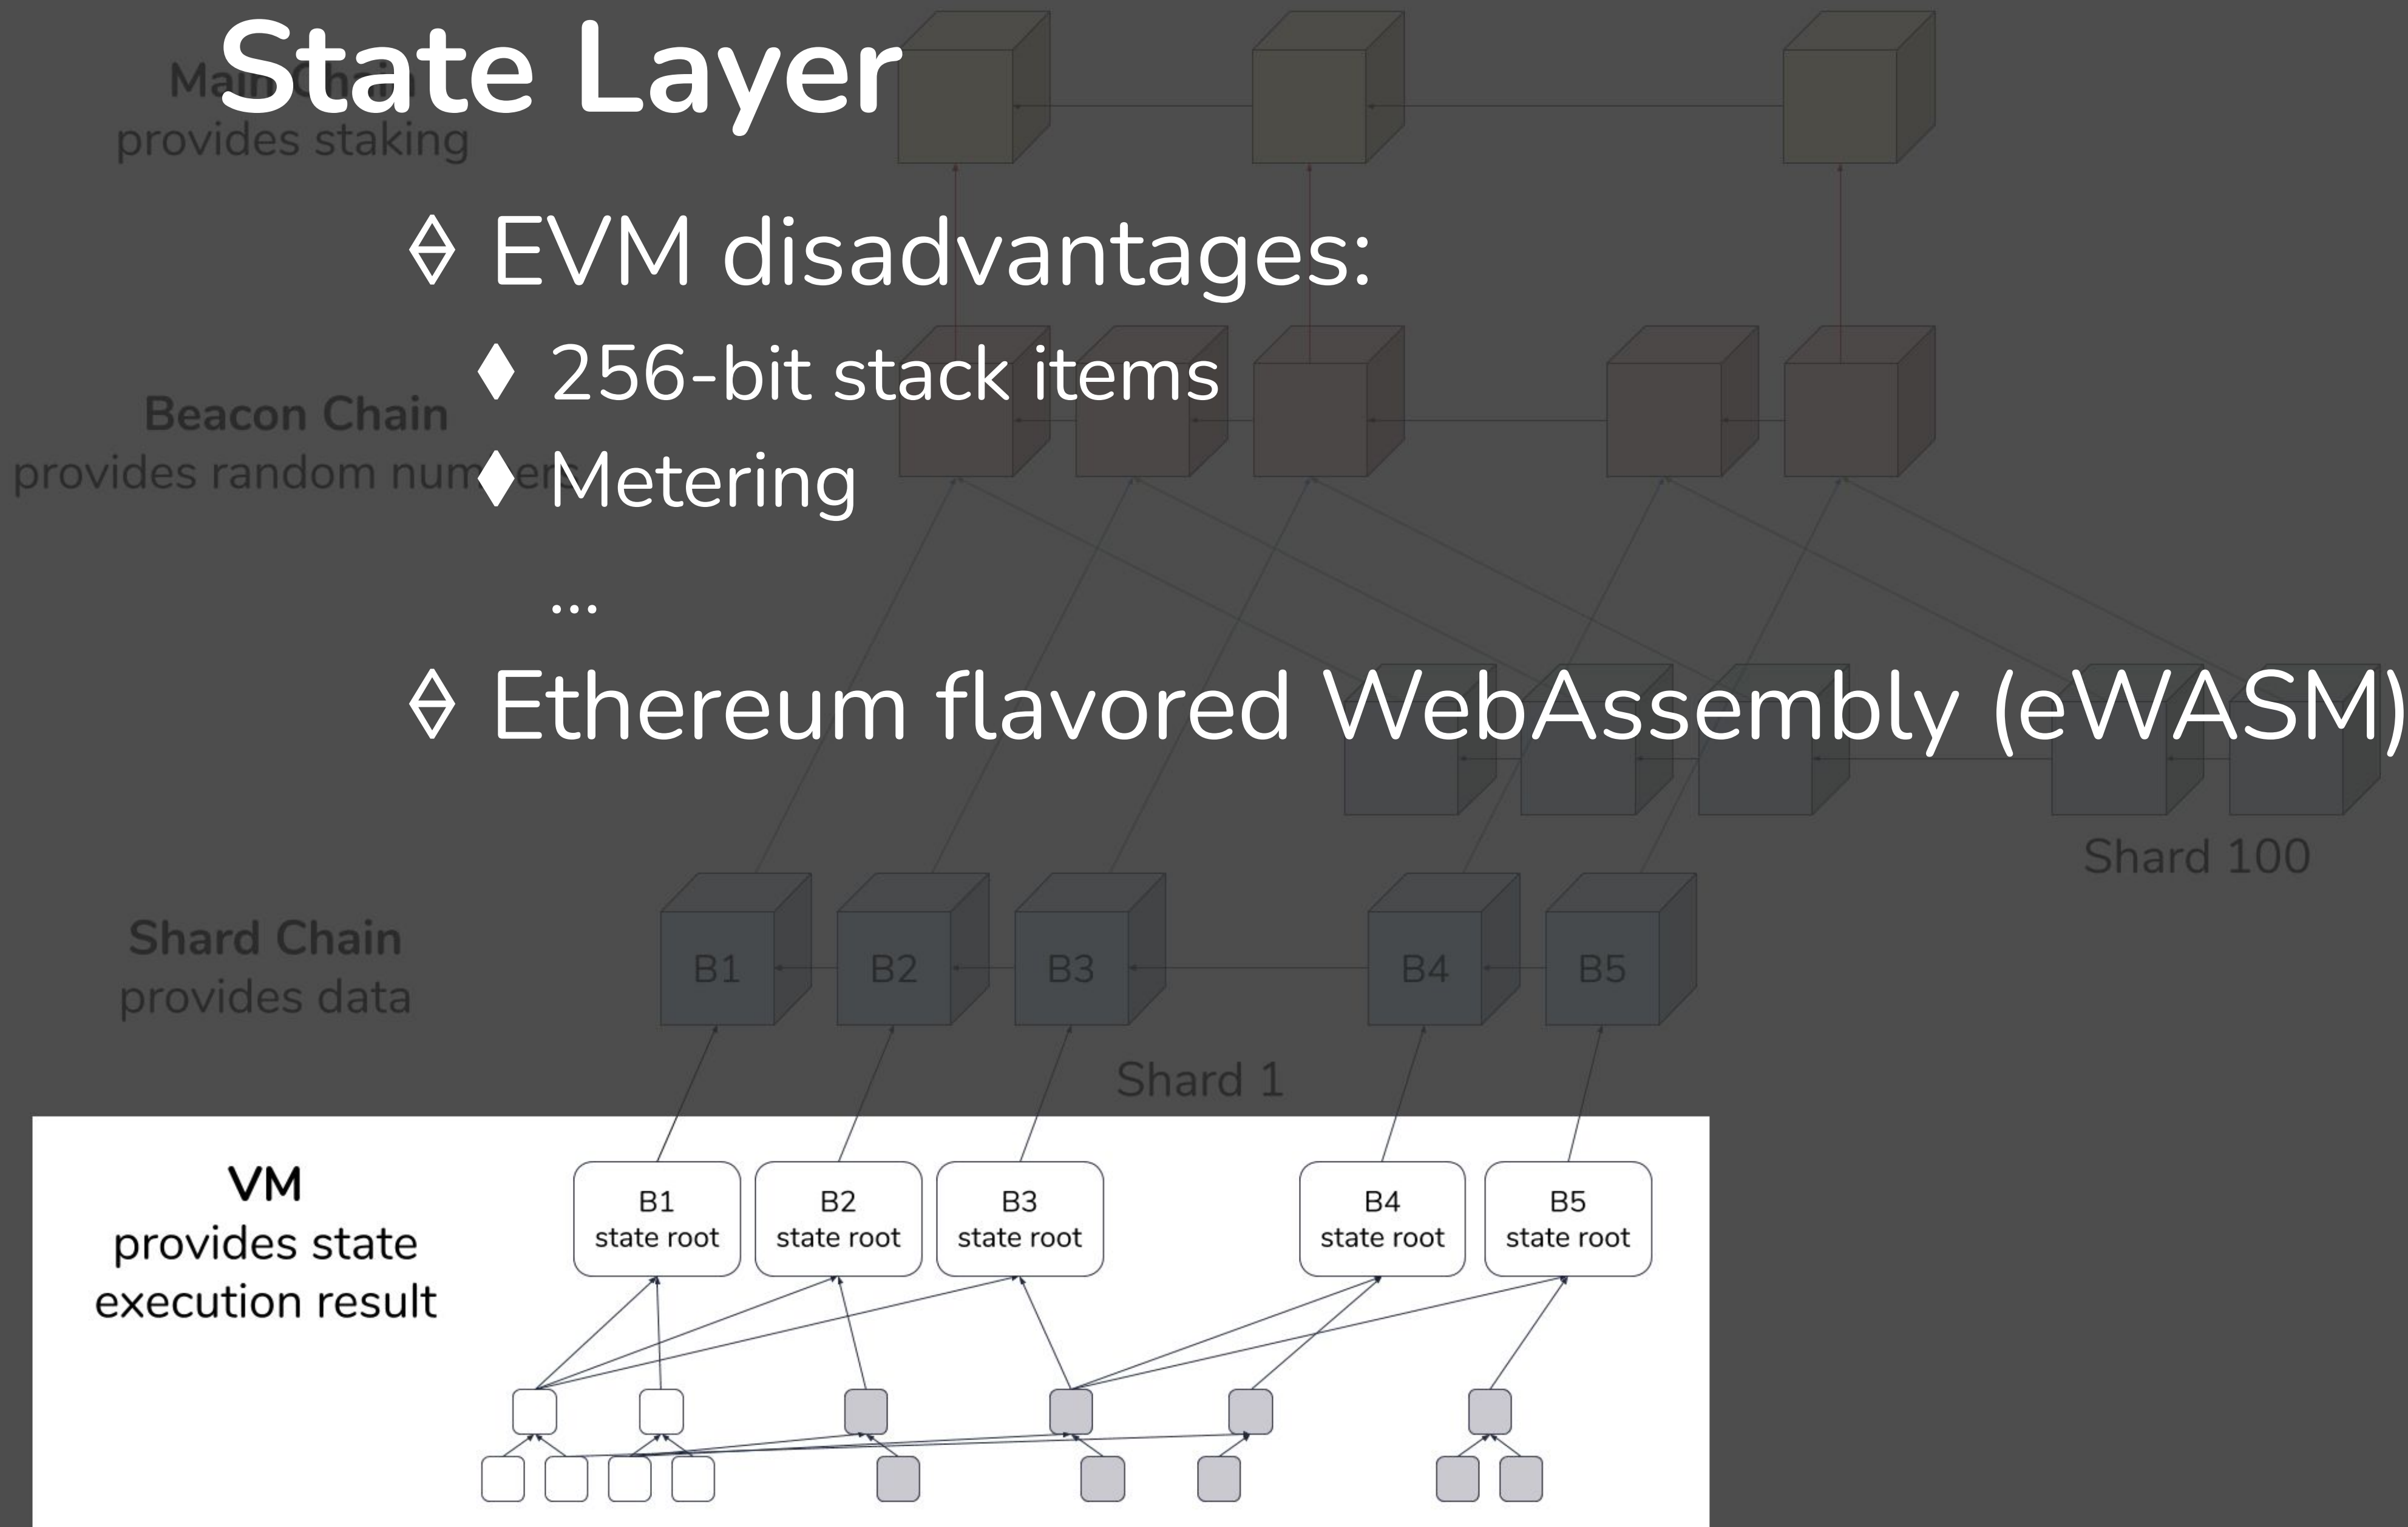 State Layer
Main Chain
provides staking
EVM disadvantages:
256-bit stack items
Beacon Chain
provides random numbers
Metering
...
Ethereum flavored WebAssembly (eWASM)
Shard 100
Shard Chain
provides data
B1
B2
B3
B4
B5
Shard 1
VM
provides state
execution result
B1
state root
B2
state root
B3
state root
B4
state root
B5
state root